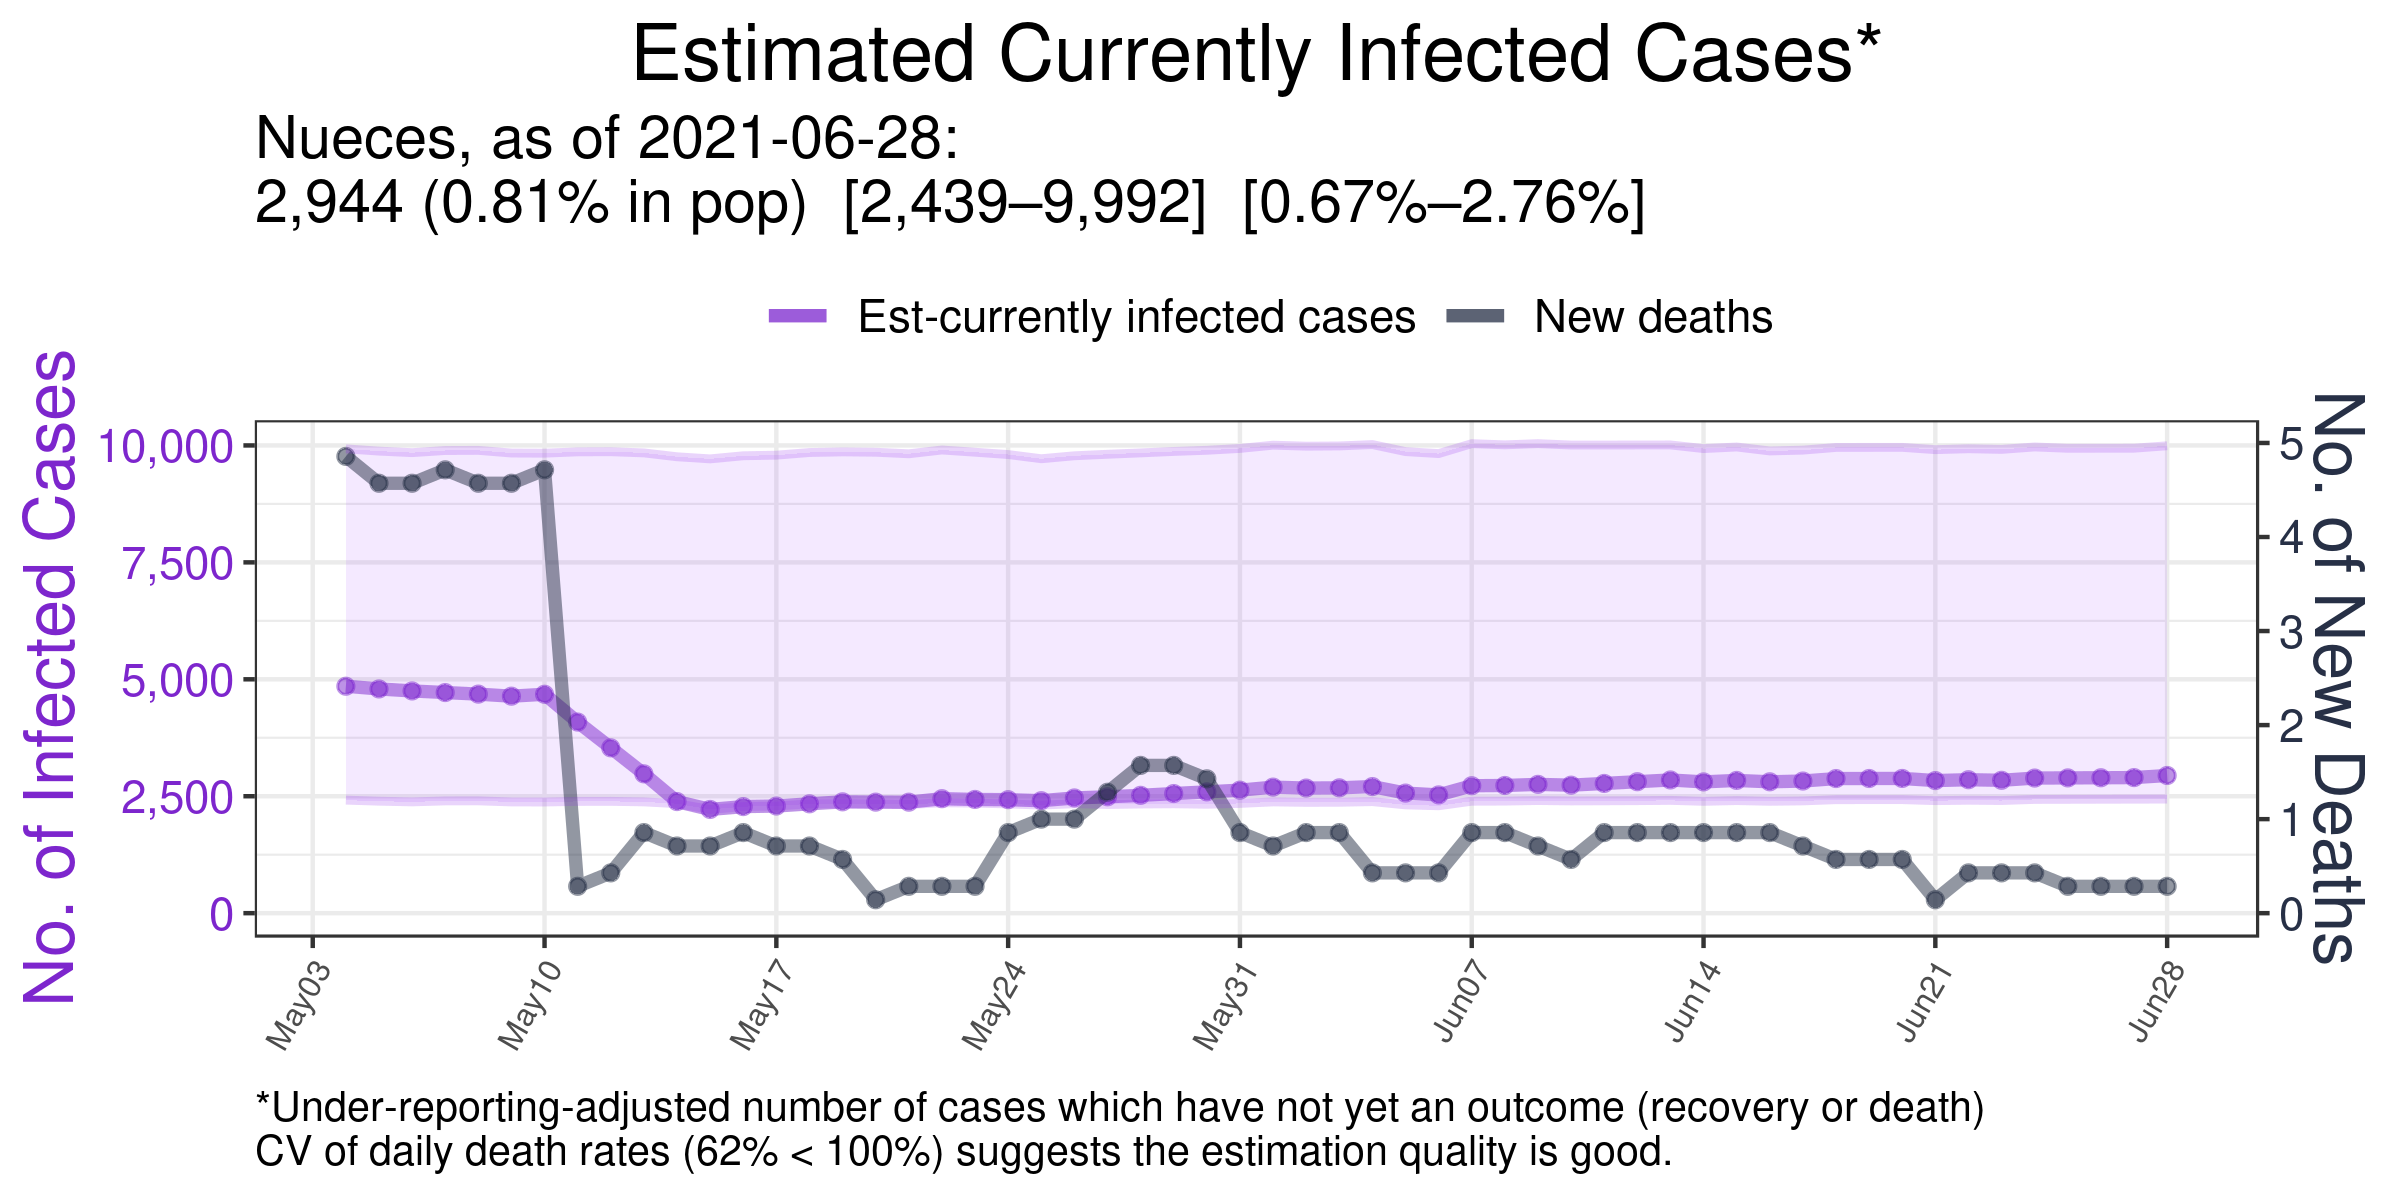 Estimated Currently Infected Cases*
Nueces, as of 2021-06-28:
2,944 (0.81% in pop)  [2,439–9,992]  [0.67%–2.76%]
Est-currently infected cases
New deaths
No. of Infected Cases
10,000
7,500
5,000
2,500
0
No. of New Deaths
5
4
3
2
1
0
May03
May10
May17
May24
May31
Jun07
Jun14
Jun21
Jun28
*Under-reporting-adjusted number of cases which have not yet an outcome (recovery or death)
CV of daily death rates (62% < 100%) suggests the estimation quality is good.